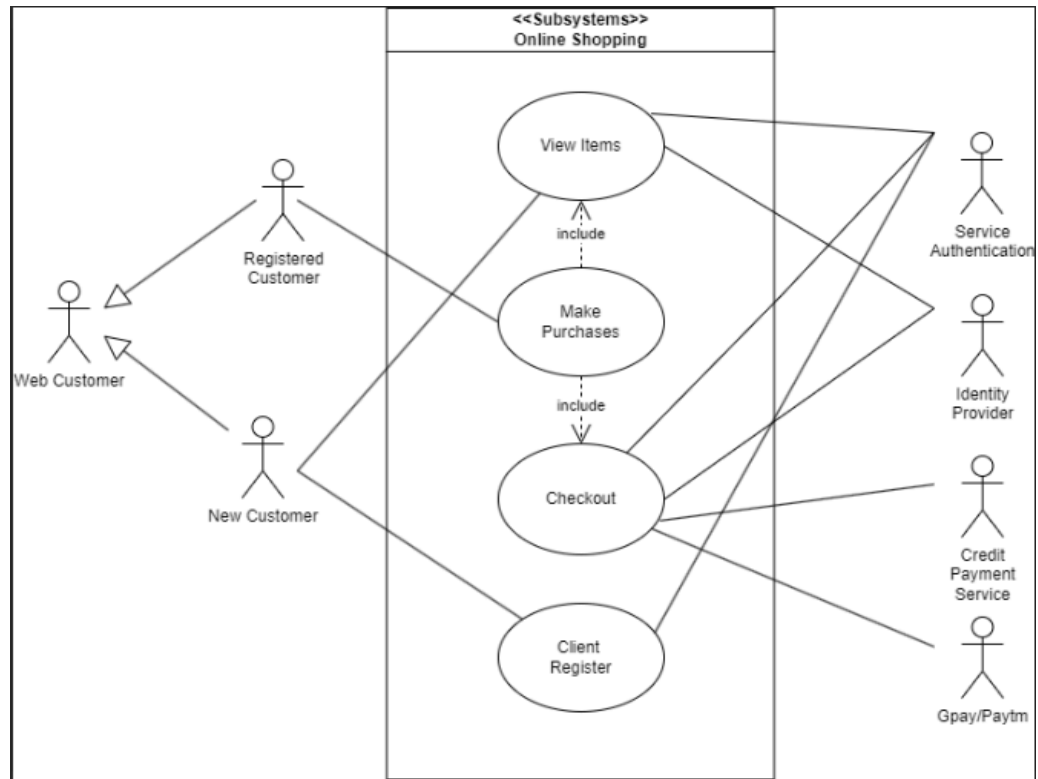 <<Subsystems>>
Online Shopping
View Items
Registered
Customer
include
Service
Authentication
Make
Purchases
Web Customer
include
Identity
Provider
New Customer
Checkout
Credit
Payment
Service
Client
Register
Gpay/Paytm